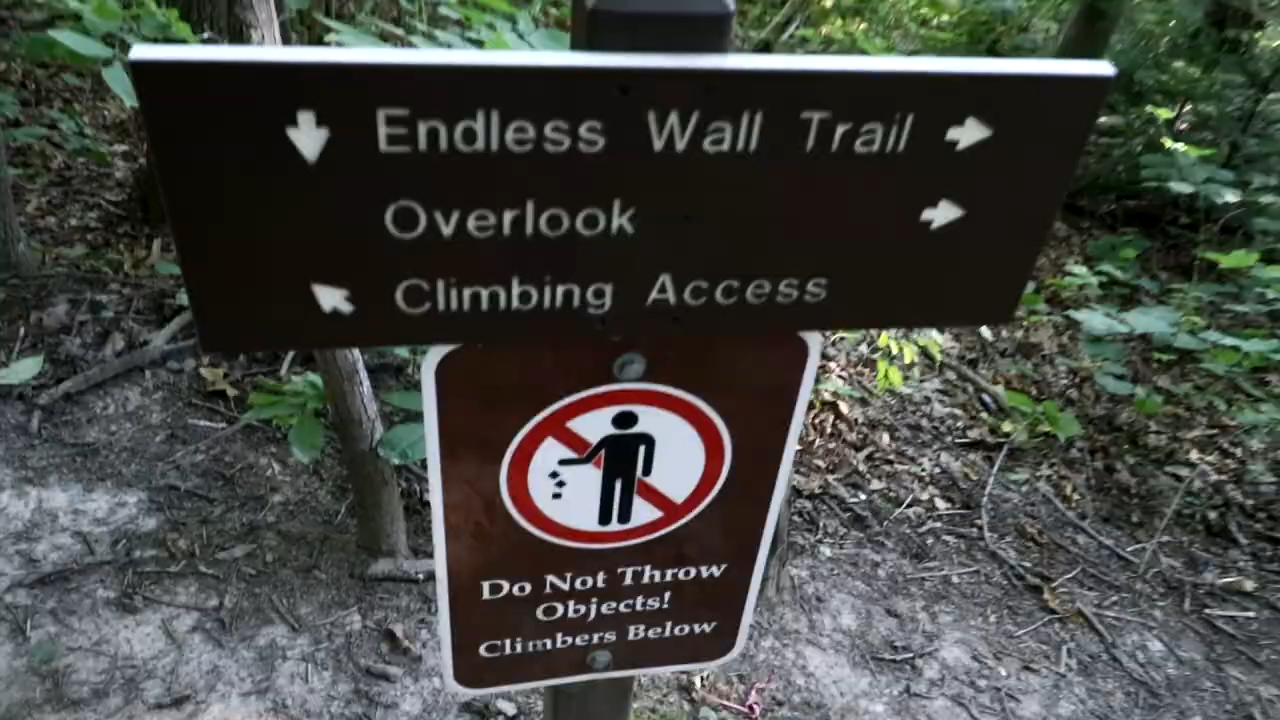 Endless Wall Trail
Overlook
Climbing Access
Do Not Throw
Objects!
Climbers Below